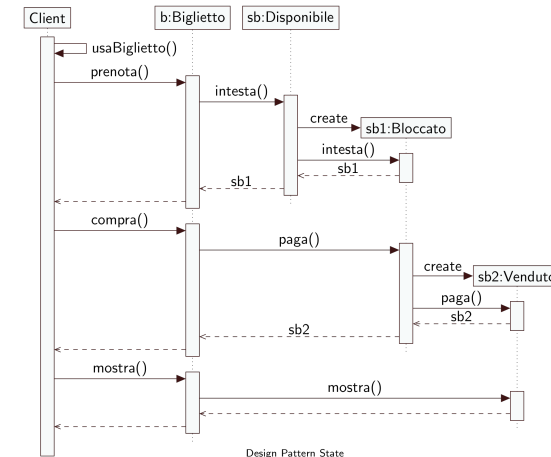 Client
b:Biglietto
sb:Disponibile
usaBiglietto()
prenota()
intesta()
create
sb1:Bloccato
intesta()
sb1
sb1
compra()
paga()
create
sb2:Venduto
paga()
sb2
sb2
mostra()
mostra()
Design Pattern State